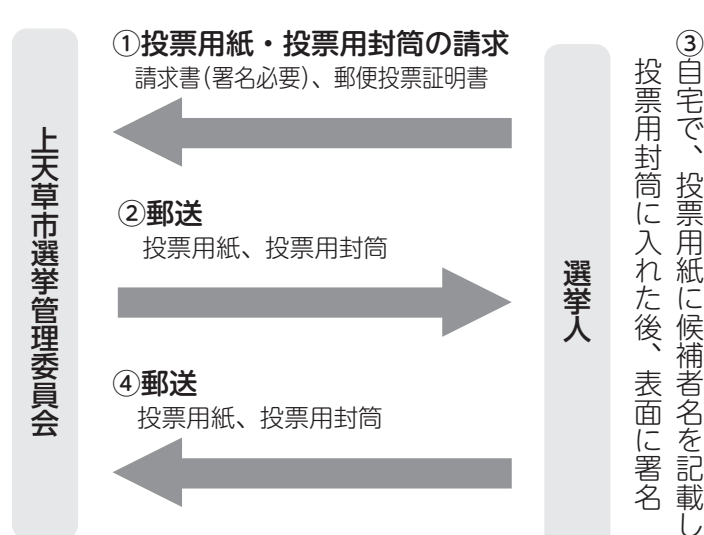 上天草市選挙管理委員会
①投票用紙・投票用封筒の請求
請求書(署名必要)、郵便投票証明書
②郵送
投票用紙、投票用封筒
④郵送
投票用紙、投票用封筒
選挙人
③自宅で、投票用紙に候補者名を記載し
投票用封筒に入れた後、表面に署名